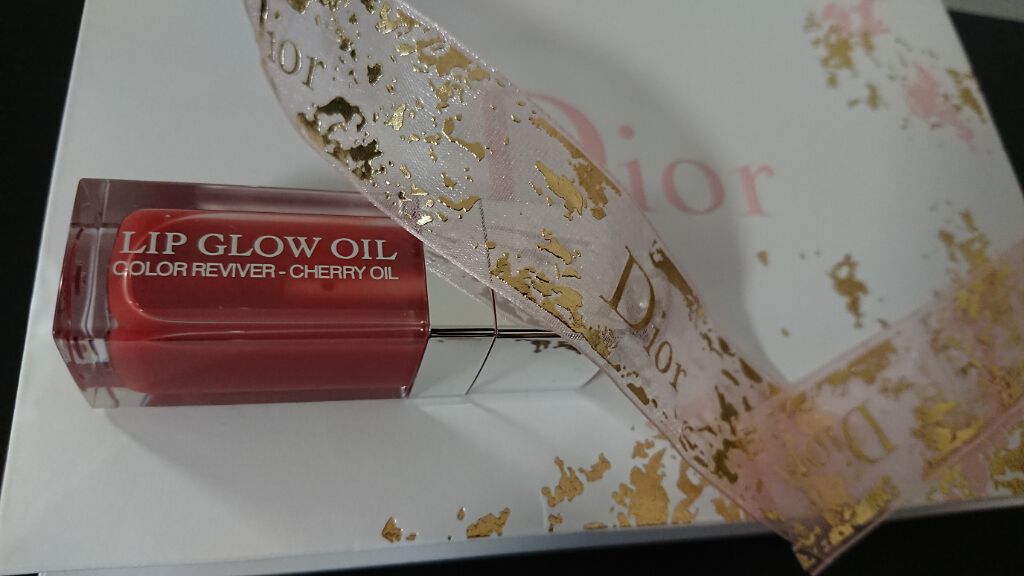 Dior
Dior
LIP GLOW OIL
COLOR REVIVER - CHERRY OIL
Dior
Dior